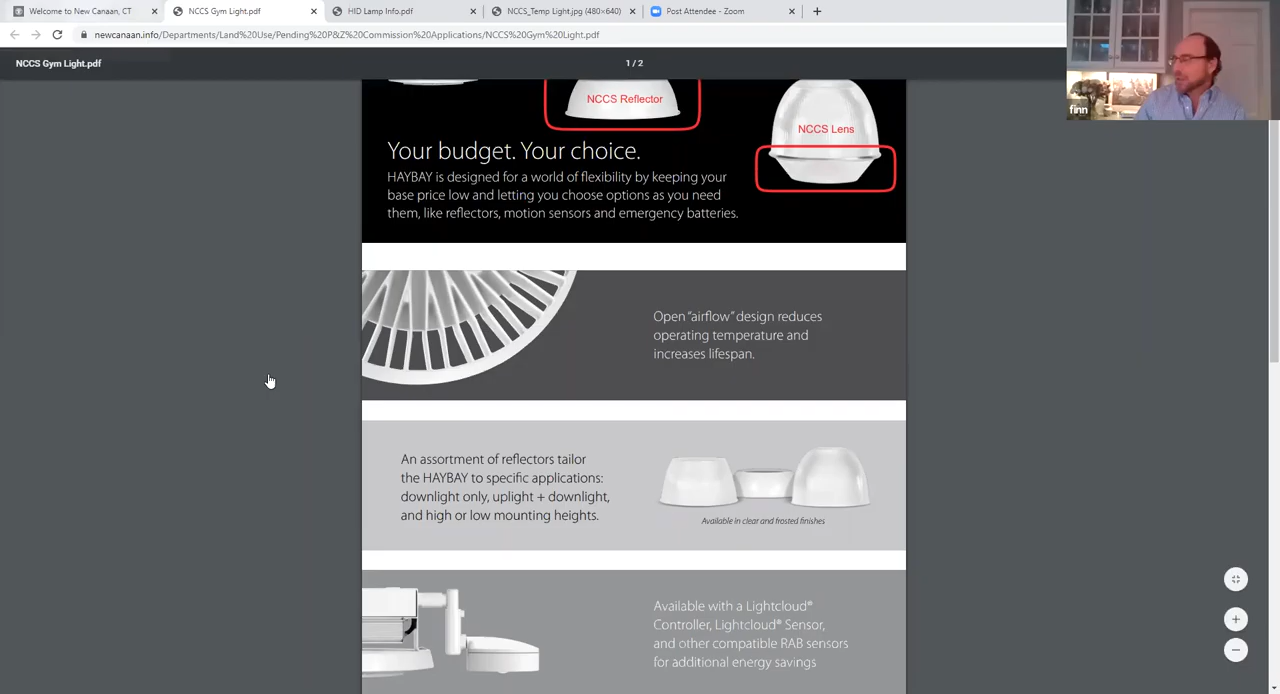 Welcome to New Canaan, CT
NCCS Gym Light.pdf
HID Lamp Info.pdf
NCCS_Temp Light.jpg (480×640)
Post Attendee - Zoom
newcanaan.info/Departments/Land%20Use/Pending%20P&Z%20Commission%20Applications/NCCS%20Gym%20Light.pdf
NCCS Gym Light.pdf
1 / 2
finn
NCCS Reflector
NCCS Lens
Your budget. Your choice.
HAYBAY is designed for a world of flexibility by keeping your
base price low and letting you choose options as you need
them, like reflectors, motion sensors and emergency batteries.
Open “airflow” design reduces
operating temperature and
increases lifespan.
An assortment of reflectors tailor
the HAYBAY to specific applications:
downlight only, uplight + downlight,
and high or low mounting heights.
Available in clear and frosted finishes
Available with a Lightcloud®
Controller, Lightcloud® Sensor,
and other compatible RAB sensors
for additional energy savings